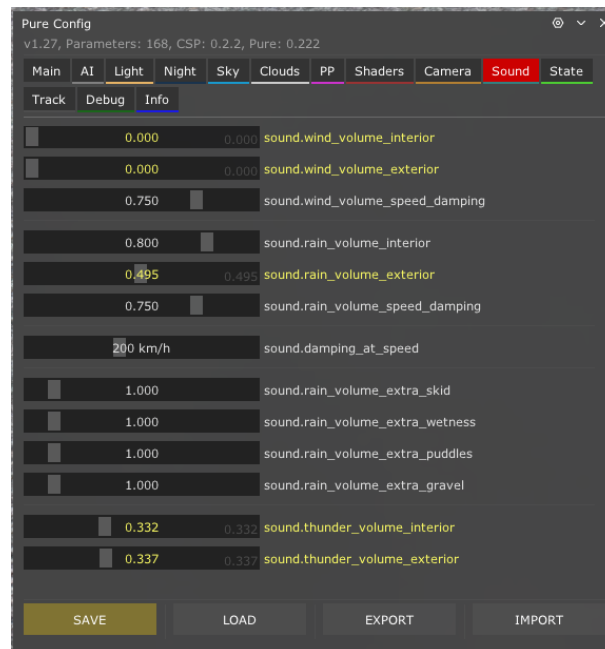 Pure Config
v1.27, Parameters: 168, CSP: 0.2.2, Pure: 0.222
Main AI Light Night Sky Clouds PP Shaders Camera Sound State
Track Debug Info
0.000 0.000 sound.wind_volume_interior
0.000 0.000 sound.wind_volume_exterior
0.750 sound.wind_volume_speed_damping
0.800 sound.rain_volume_interior
0.495 0.495 sound.rain_volume_exterior
0.750 sound.rain_volume_speed_damping
200 km/h sound.damping_at_speed
1.000 sound.rain_volume_extra_skid
1.000 sound.rain_volume_extra_wetness
1.000 sound.rain_volume_extra_puddles
1.000 sound.rain_volume_extra_gravel
0.332 0.332 sound.thunder_volume_interior
0.337 0.337 sound.thunder_volume_exterior
SAVE LOAD EXPORT IMPORT